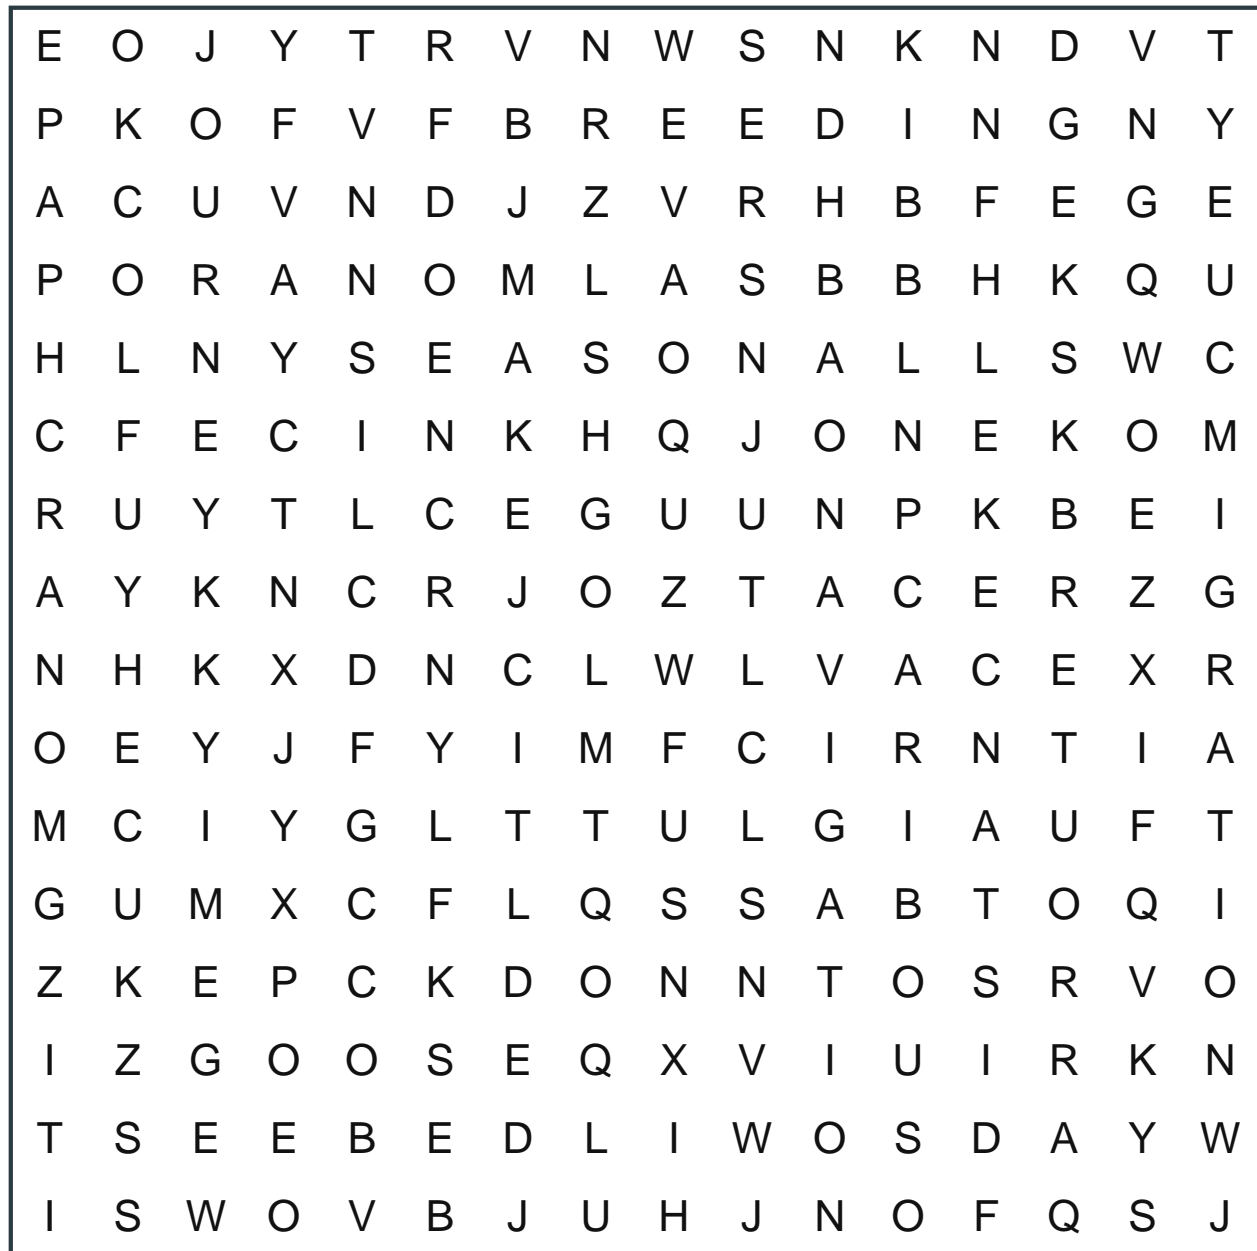 E O J Y T R V N W S N K N D V T
P K O F V F B R E E D I N G N Y
A C U V N D J Z V R H B F E G E
P O R A N O M L A S B B H K Q U
H L N Y S E A S O N A L L S W C
C F E C I N K H Q J O N E K O M
R U Y T L C E G U U N P K B E I
A Y K N C R J O Z T A C E R Z G
N H K X D N C L W L V A C E X R
O E Y J F Y I M F C I R N T I A
M C I Y G L T T U L G I A U F T
G U M X C F L Q S S A B T O Q I
Z K E P C K D O N N T O S R V O
I Z G O O S E Q X V I U I R K N
T S E E B E D L I W O S D A Y W
I S W O V B J U H J N O F Q S J